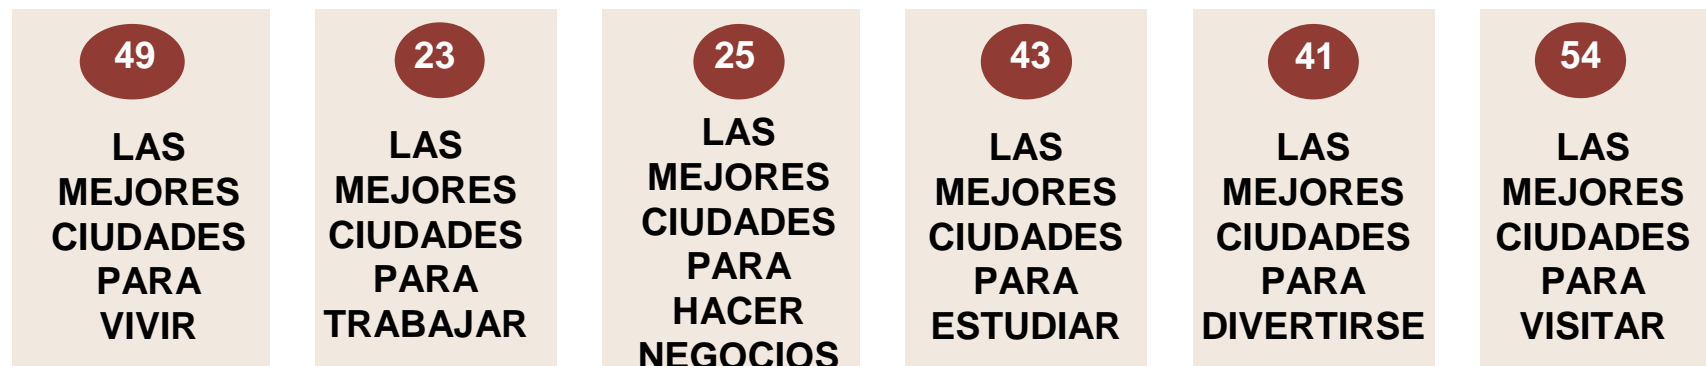 49
LAS
MEJORES
CIUDADES
PARA
VIVIR
23
LAS
MEJORES
CIUDADES
PARA
TRABAJAR
25
LAS
MEJORES
CIUDADES
PARA
HACER
NEGOCIOS
43
LAS
MEJORES
CIUDADES
PARA
ESTUDIAR
41
LAS
MEJORES
CIUDADES
PARA
DIVERTIRSE
54
LAS
MEJORES
CIUDADES
PARA
VISITAR